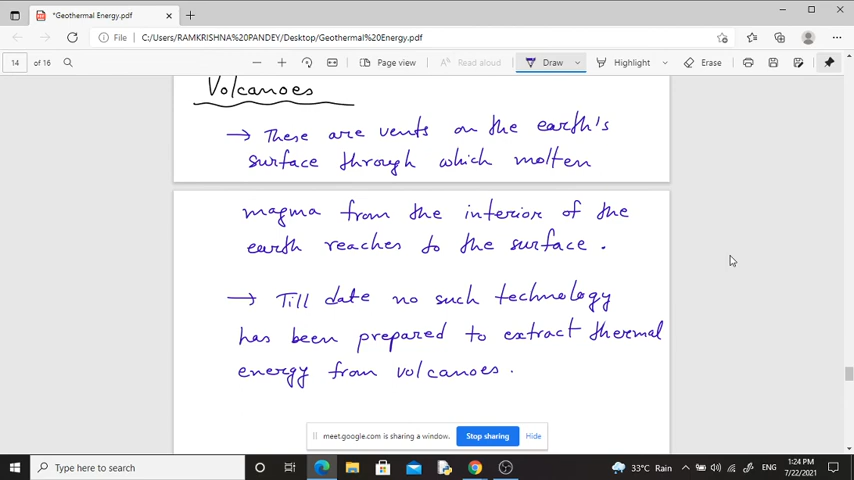 *Geothermal Energy.pdf
File
C:/Users/RAMKRISHNA%20PANDEY/Desktop/Geothermal%20Energy.pdf
14 of 16
Page view
Read aloud
Draw
Highlight
Erase
Volcanoes
→ These are vents on the earth's
surface through which molten
magma from the interior of the
earth reaches to the surface.
→ Till date no such technology
has been prepared to extract thermal
energy from volcanoes.
meet.google.com is sharing a window.
Stop sharing
Hide
Type here to search
33°C Rain
ENG
1:24 PM
7/22/2021